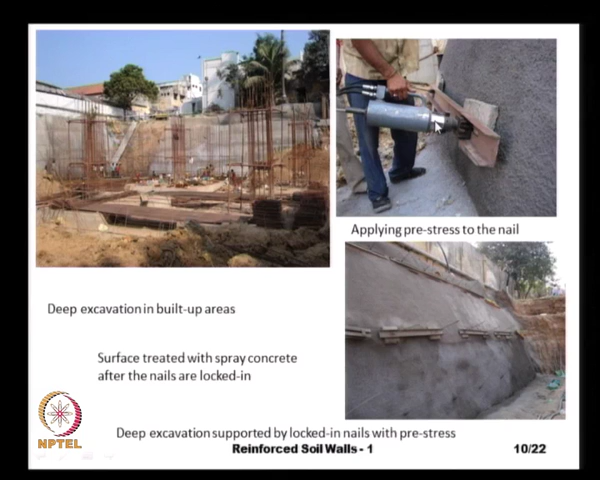 Applying pre-stress to the nail
Deep excavation in built-up areas
Surface treated with spray concrete
after the nails are locked-in
NPTEL
Deep excavation supported by locked-in nails with pre-stress
Reinforced Soil Walls - 1
10/22